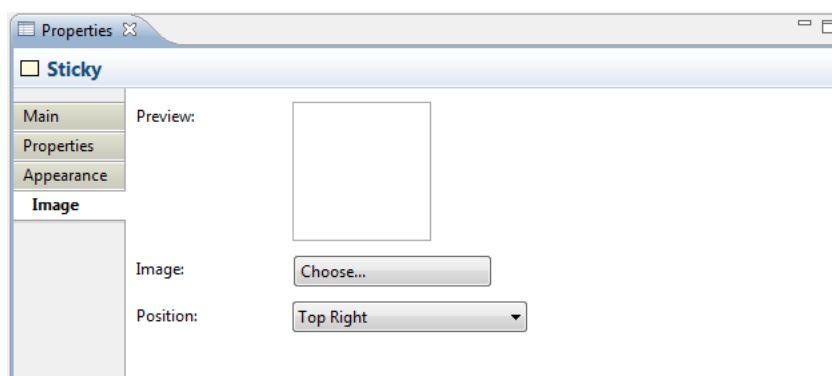 Properties
Sticky
Main
Properties
Appearance
Image
Preview:
Image:
Choose...
Position:
Top Right